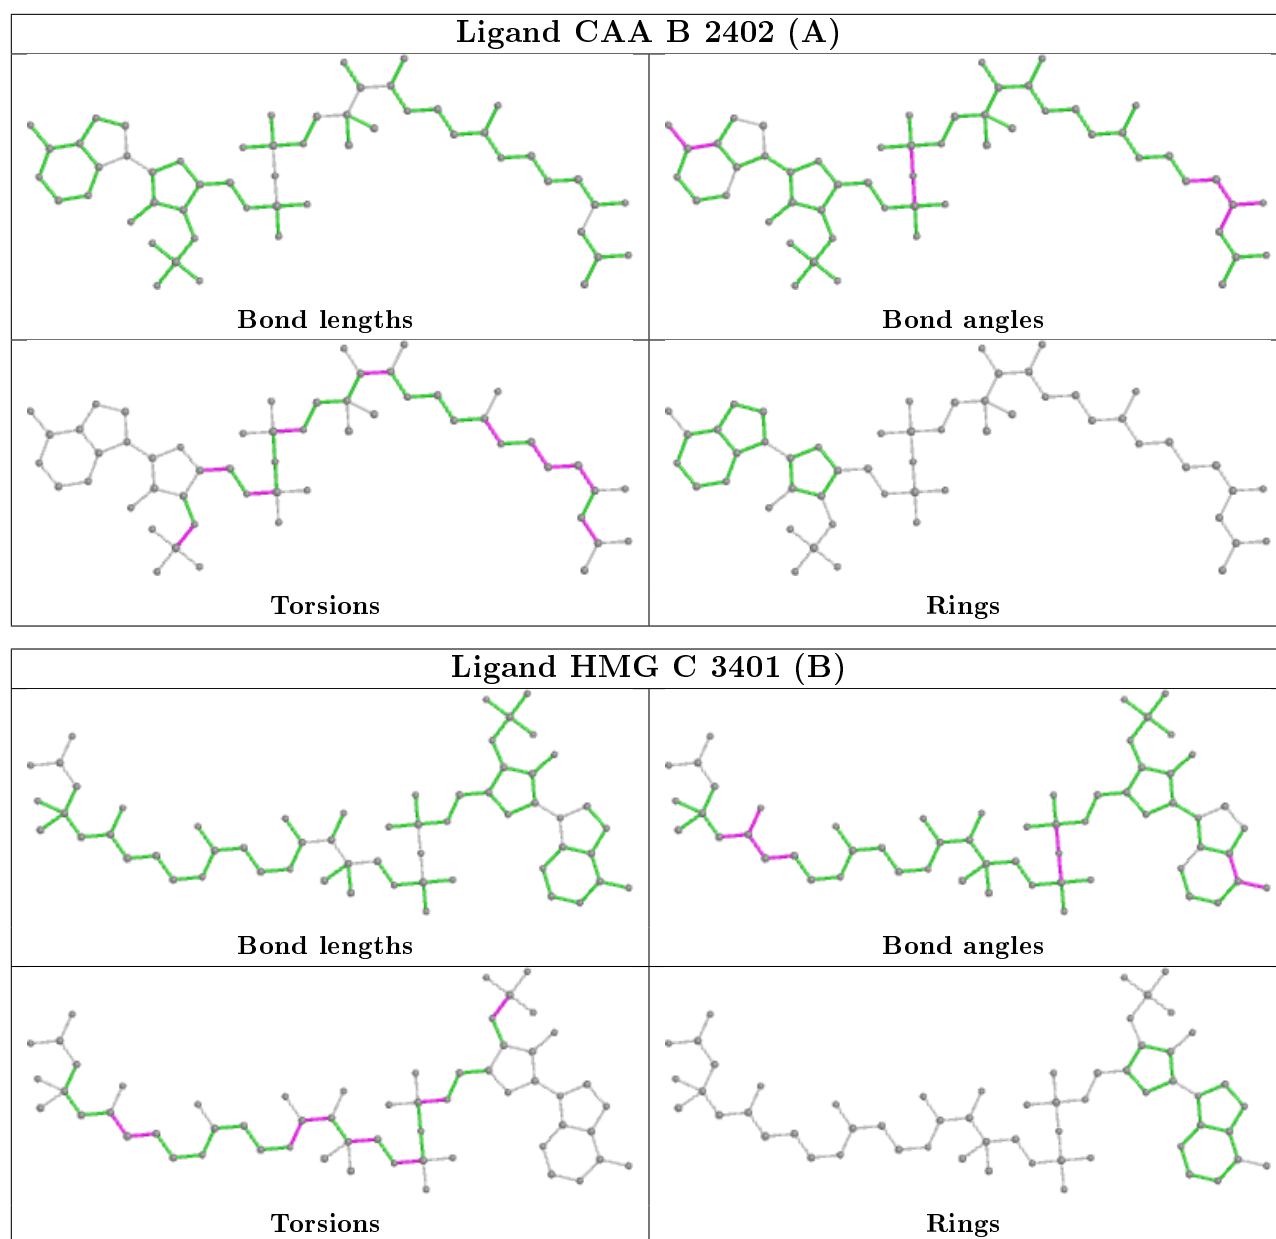 Ligand CAA B 2402 (A)
Bond lengths
Bond angles
Torsions
Rings
Ligand HMG C 3401 (B)
Bond lengths
Bond angles
Torsions
Rings